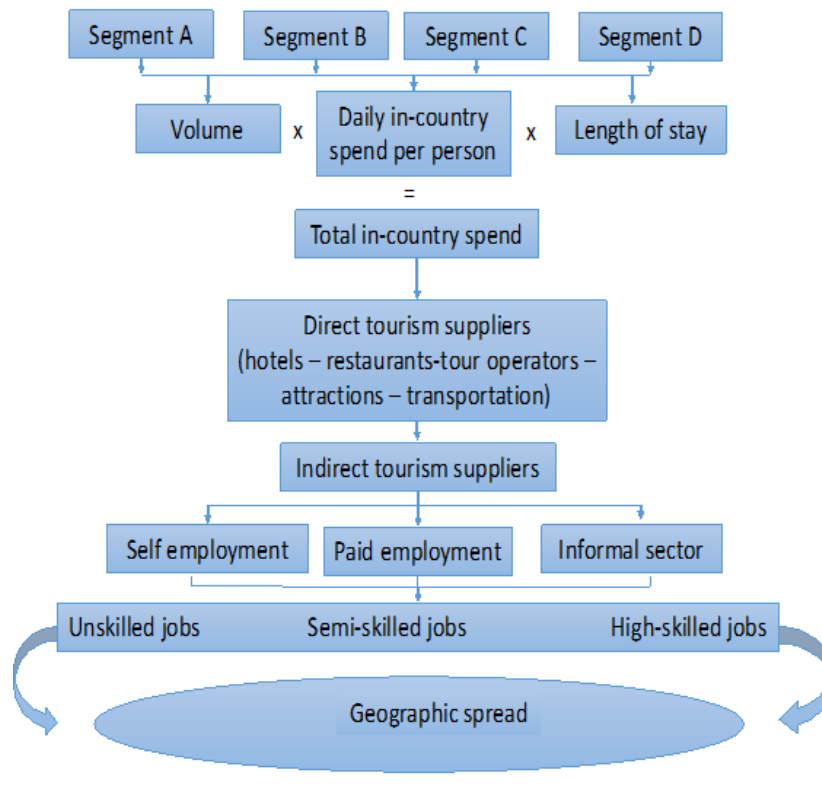 Segment A
Segment B
Segment C
Segment D
Volume
x
Daily in-country
spend per person
x
Length of stay
=
Total in-country spend
Direct tourism suppliers
(hotels – restaurants-tour operators –
attractions – transportation)
Indirect tourism suppliers
Self employment
Paid employment
Informal sector
Unskilled jobs
Semi-skilled jobs
High-skilled jobs
Geographic spread